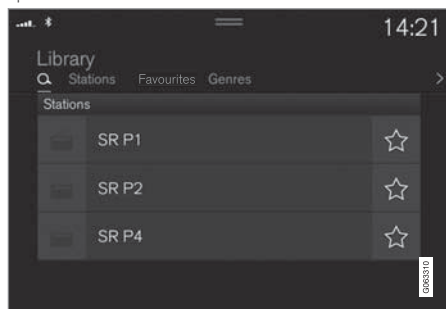 14:21
Library
Stations Favourites Genres
Stations
SR P1
SR P2
SR P4
G063310